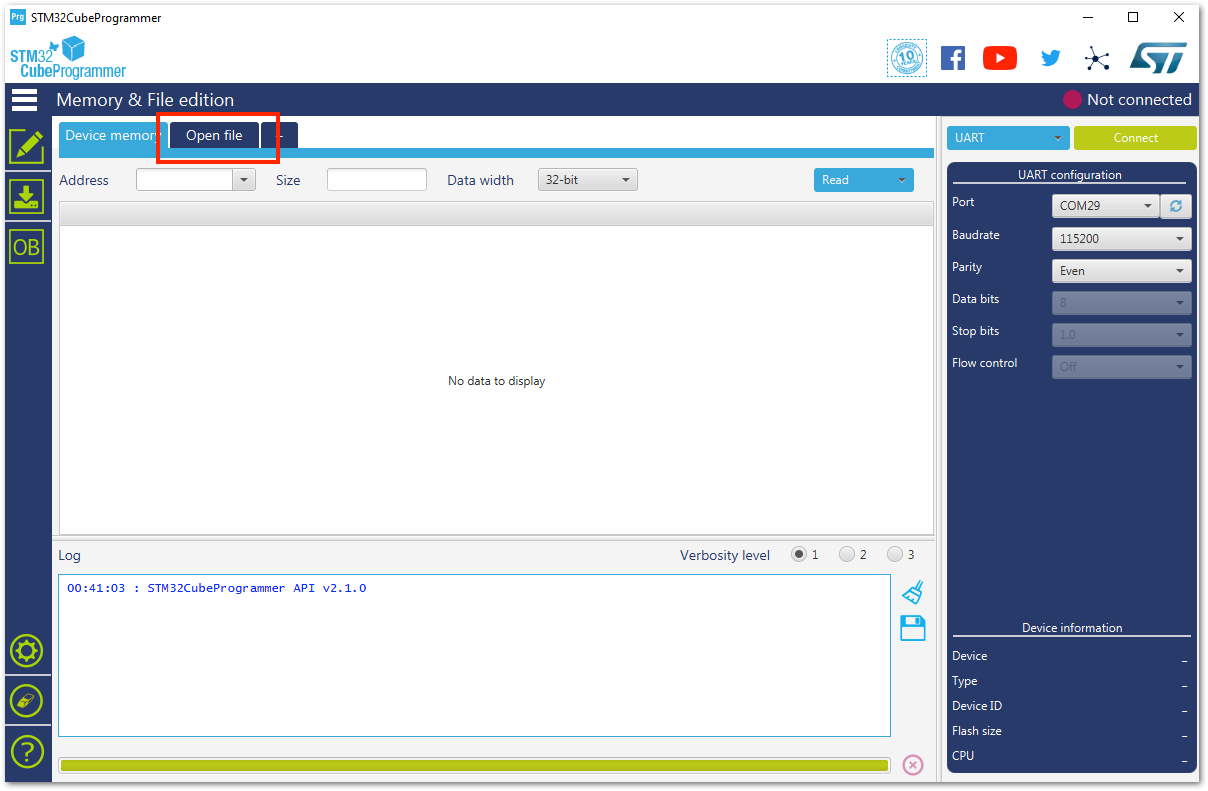 Prg STM32CubeProgrammer
STM32
CubeProgrammer
10
YEARS
ST
Memory & File edition
Not connected
Device memory
Open file
UART
Connect
Address
Size
Data width
32-bit
Read
UART configuration
Port
COM29
Baudrate
115200
Parity
Even
Data bits
8
Stop bits
1.0
Flow control
Off
OB
No data to display
Log
Verbosity level
1
2
3
00:41:03 : STM32CubeProgrammer API v2.1.0
Device information
Device
–
Type
–
Device ID
–
Flash size
–
CPU
–
?